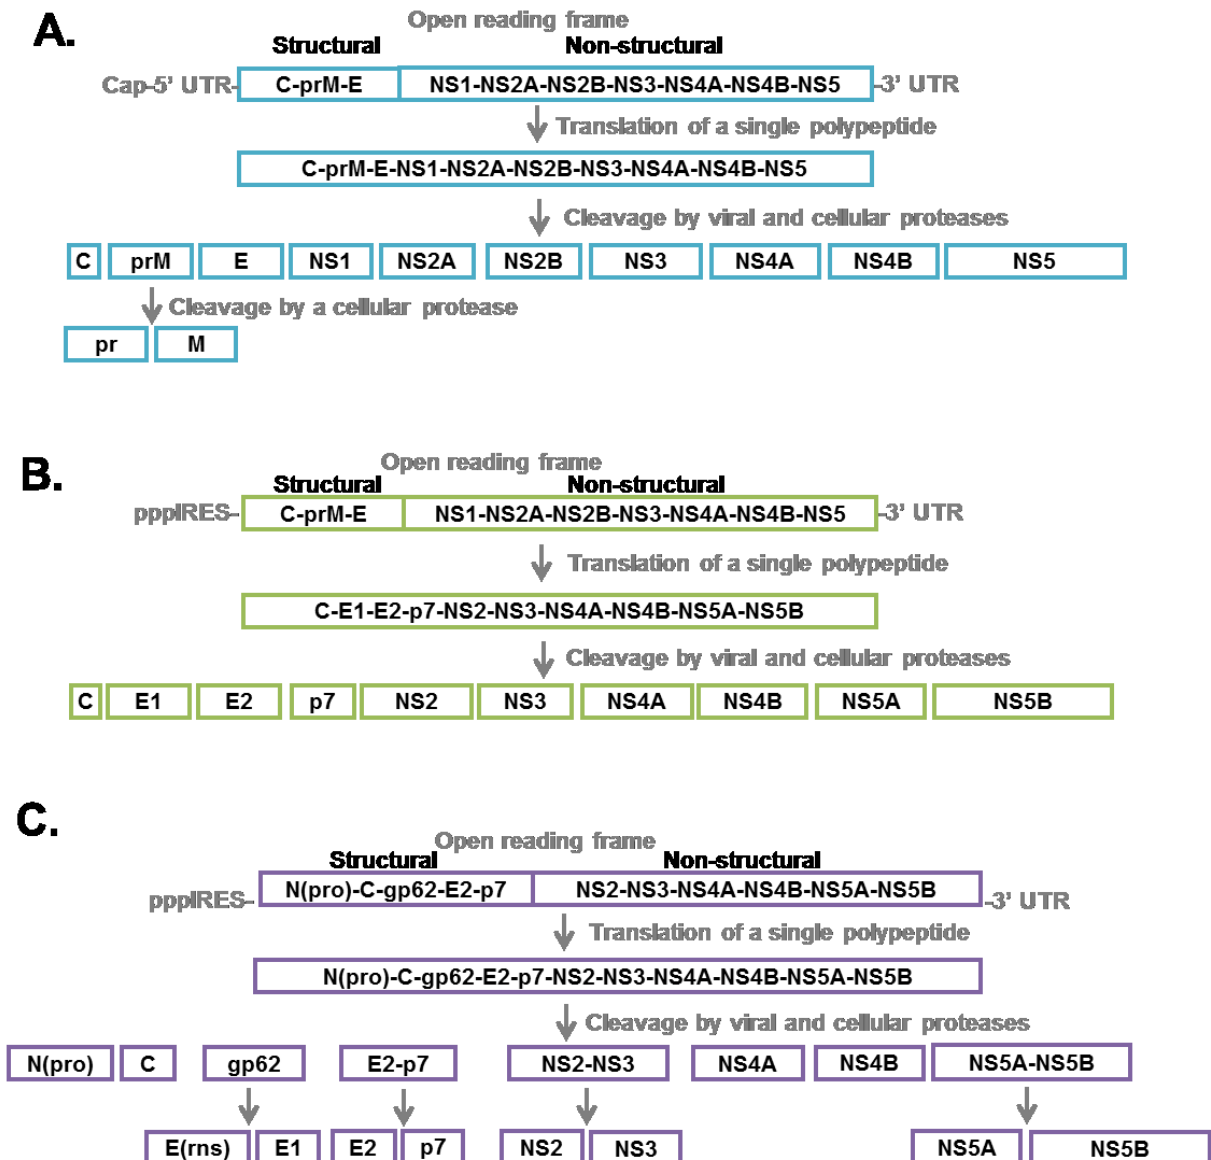 A.
Open reading frame
Structural Non-structural
Cap-5' UTR- C-prM-E NS1-NS2A-NS2B-NS3-NS4A-NS4B-NS5 -3' UTR
Translation of a single polypeptide
C-prM-E-NS1-NS2A-NS2B-NS3-NS4A-NS4B-NS5
Cleavage by viral and cellular proteases
C prM E NS1 NS2A NS2B NS3 NS4A NS4B NS5
Cleavage by a cellular protease
pr M
B.
Open reading frame
Structural Non-structural
pppIRES- C-prM-E NS1-NS2A-NS2B-NS3-NS4A-NS4B-NS5 -3' UTR
Translation of a single polypeptide
C-E1-E2-p7-NS2-NS3-NS4A-NS4B-NS5A-NS5B
Cleavage by viral and cellular proteases
C E1 E2 p7 NS2 NS3 NS4A NS4B NS5A NS5B
C.
Open reading frame
Structural Non-structural
pppIRES- N(pro)-C-gp62-E2-p7 NS2-NS3-NS4A-NS4B-NS5A-NS5B -3' UTR
Translation of a single polypeptide
N(pro)-C-gp62-E2-p7-NS2-NS3-NS4A-NS4B-NS5A-NS5B
Cleavage by viral and cellular proteases
N(pro) C gp62 E2-p7 NS2-NS3 NS4A NS4B NS5A-NS5B
E(rns) E1 E2 p7 NS2 NS3 NS5A NS5B